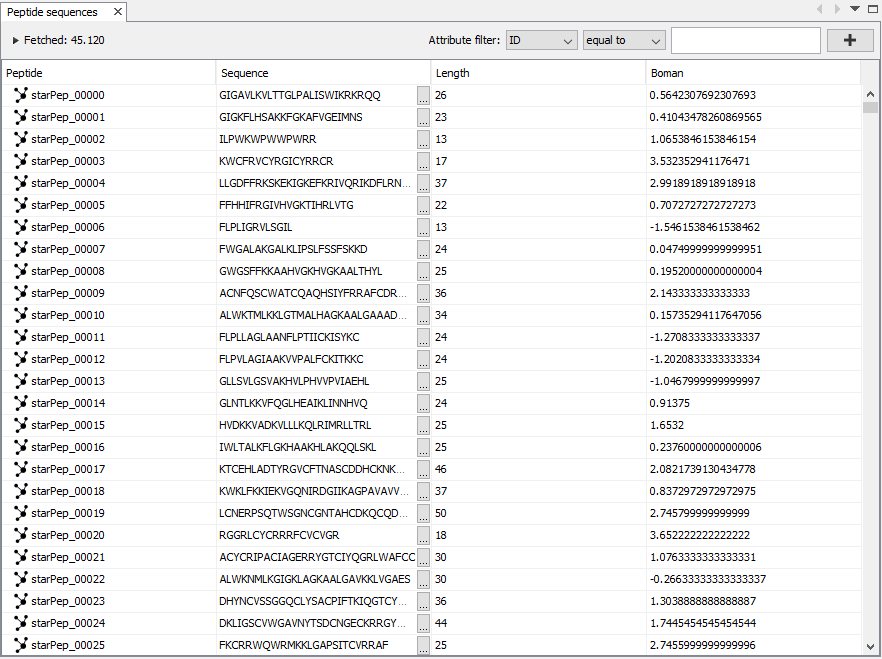 Peptide sequences
Fetched: 45.120 Attribute filter: ID equal to +
Peptide Sequence Length Boman
starPep_00000 GIGAVLKVLTTGLPALISWIKRKRQQ ... 26 0.5642307692307693
starPep_00001 GIGKFLHSAKKFGKAFVGEIMNS ... 23 0.41043478260869565
starPep_00002 ILPWKWPWWPWRR ... 13 1.0653846153846154
starPep_00003 KWCFRVCYRGICYRRCR ... 17 3.532352941176471
starPep_00004 LLGDFFRKSKEKIGKEFKRIVQRIKDFLRN... ... 37 2.9918918918918918
starPep_00005 FFHHIFRGIVHVGKTIHRLVTG ... 22 0.7072727272727273
starPep_00006 FLPLIGRVLSGIL ... 13 -1.5461538461538462
starPep_00007 FWGALAKGALKLIPSLFSSFSKKD ... 24 0.04749999999999951
starPep_00008 GWGSFFKKAAHVGKHVGKAALTHYL ... 25 0.19520000000000004
starPep_00009 ACNFQSCWATCQAQHSIYFRRAFCDR... ... 36 2.143333333333333
starPep_00010 ALWKTMLKKLGTMALHAGKAALGAAAD... ... 34 0.15735294117647056
starPep_00011 FLPLLAGLAANFLPTIICKISYKC ... 24 -1.2708333333333337
starPep_00012 FLPVLAGIAAKVVPALFCKITKKC ... 24 -1.2020833333333334
starPep_00013 GLLSVLGSVAKHVLPHVVPVIAEHL ... 25 -1.0467999999999997
starPep_00014 GLNTLKKVFQGLHEAIKLINNHVQ ... 24 0.91375
starPep_00015 HVDKKVADKVLLLKQLRIMRLLTRL ... 25 1.6532
starPep_00016 IWLTALKFLGKHAAKHLAKQQLSKL ... 25 0.23760000000000006
starPep_00017 KTCEHLADTYRGVCFTNASCDDHCKNK... ... 46 2.0821739130434778
starPep_00018 KWKLFKKIEKVGQNIRDGIIKAGPAVAVV... ... 37 0.8372972972972975
starPep_00019 LCNERPSQTWSGNCGNTAHCDKQCQD... ... 50 2.745799999999999
starPep_00020 RGGRLCYCRRRFCVCVGR ... 18 3.652222222222222
starPep_00021 ACYCRIPACIAGERRYGTCIYQGRLWAFCC ... 30 1.0763333333333331
starPep_00022 ALWKNMLKGIGKLAGKAALGAVKKLVGAES ... 30 -0.26633333333333337
starPep_00023 DHYNCVSSGGQCLYSACPIFTKIQGTCY... ... 36 1.3038888888888887
starPep_00024 DKLIGSCVWGAVNYTSDCNGECKRRGY... ... 44 1.7445454545454544
starPep_00025 FKCRRWQWRMKKLGAPSITCVRRAF ... 25 2.7455999999999996